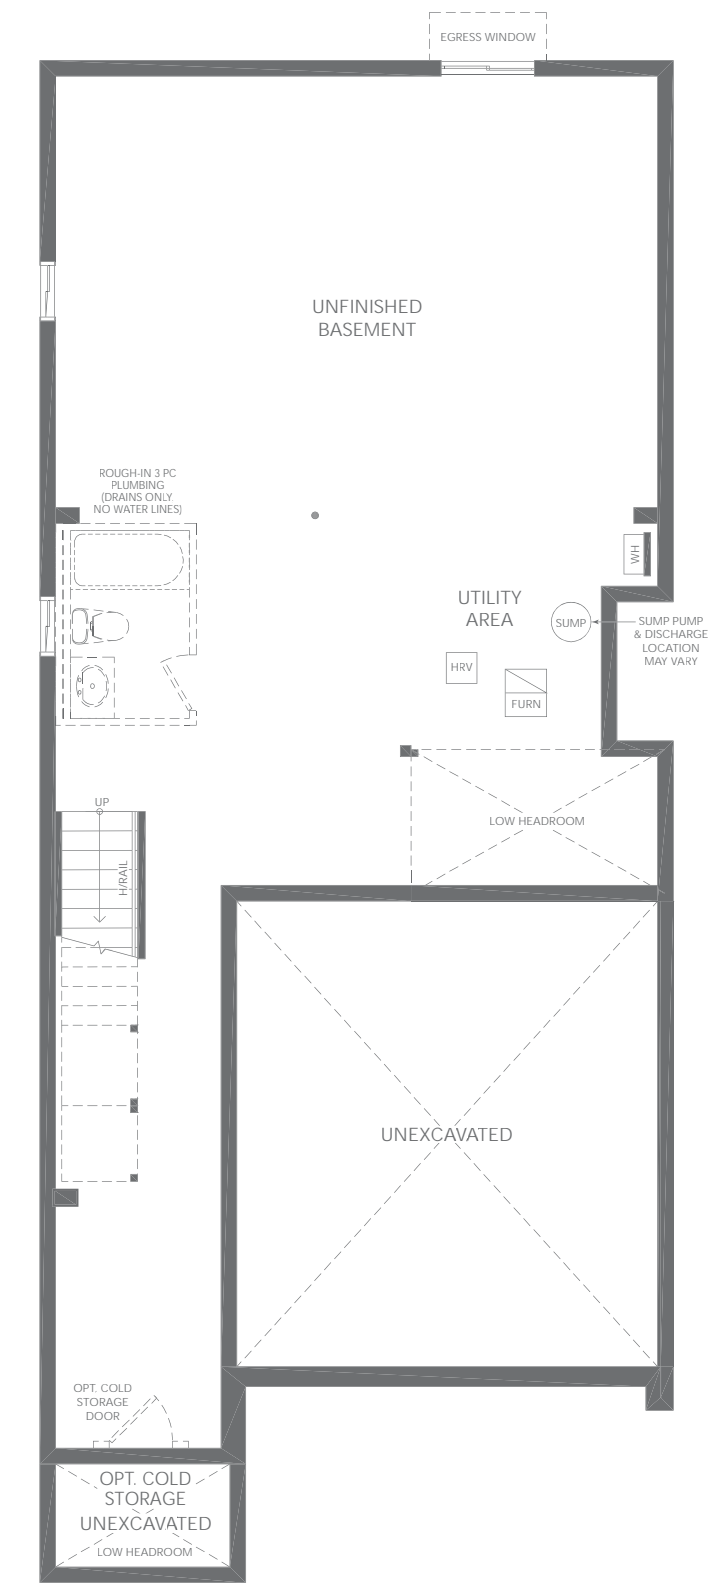 EGRESS WINDOW
UNFINISHED
BASEMENT
ROUGH-IN 3 PC
PLUMBING
(DRAINS ONLY.
NO WATER LINES)
WH
UTILITY
AREA
SUMP
SUMP PUMP
& DISCHARGE
LOCATION
MAY VARY
HRV
FURN
LOW HEADROOM
UP
H/RAIL
UNEXCAVATED
OPT. COLD
STORAGE
DOOR
OPT. COLD
STORAGE
UNEXCAVATED
LOW HEADROOM